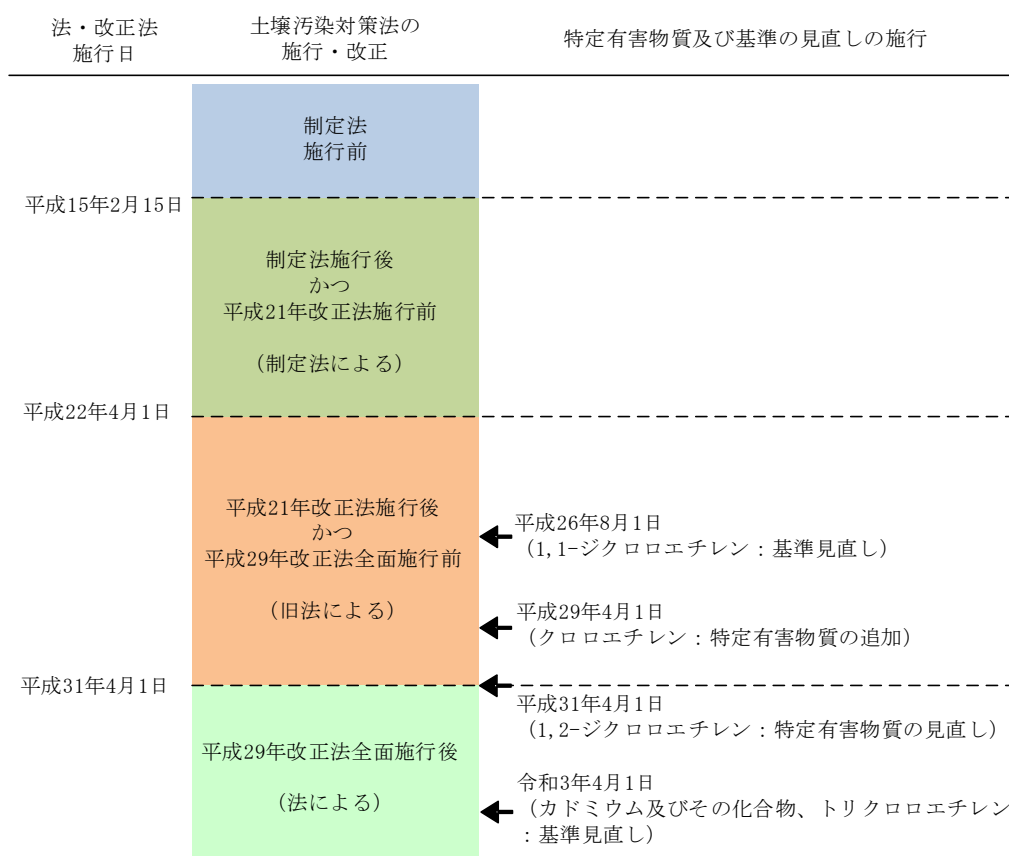 法・改正法
施行日
土壌汚染対策法の
施行・改正
特定有害物質及び基準の見直しの施行
制定法
施行前
平成15年2月15日
制定法施行後
かつ
平成21年改正法施行前
（制定法による）
平成22年4月1日
平成21年改正法施行後
かつ
平成29年改正法全面施行前
（旧法による）
平成26年8月1日
（1,1-ジクロロエチレン：基準見直し）
平成29年4月1日
（クロロエチレン：特定有害物質の追加）
平成31年4月1日
平成31年4月1日
（1,2-ジクロロエチレン：特定有害物質の見直し）
平成29年改正法全面施行後
（法による）
令和3年4月1日
（カドミウム及びその化合物、トリクロロエチレン
：基準見直し）